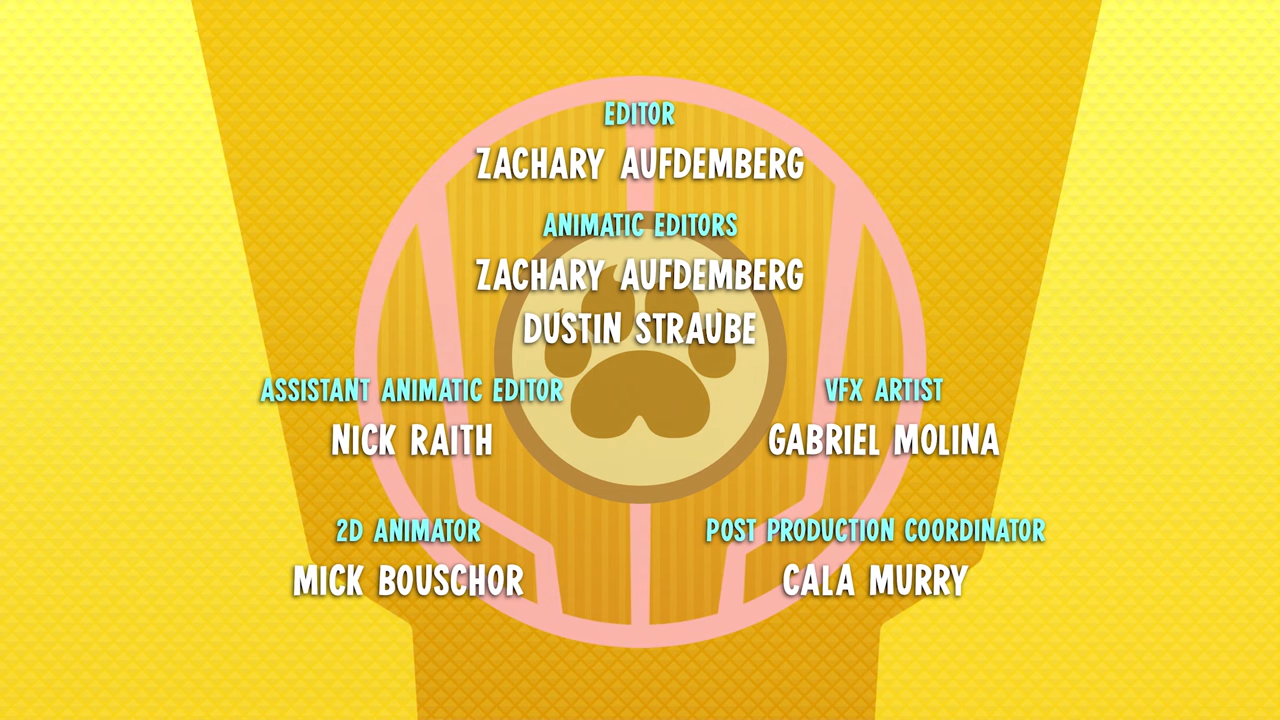 EDITOR
ZACHARY AUFDEMBERG
ANIMATIC EDITORS
ZACHARY AUFDEMBERG
DUSTIN STRAUBE
ASSISTANT ANIMATIC EDITOR
NICK RAITH
VFX ARTIST
GABRIEL MOLINA
2D ANIMATOR
MICK BOUSCHOR
POST PRODUCTION COORDINATOR
CALA MURRY